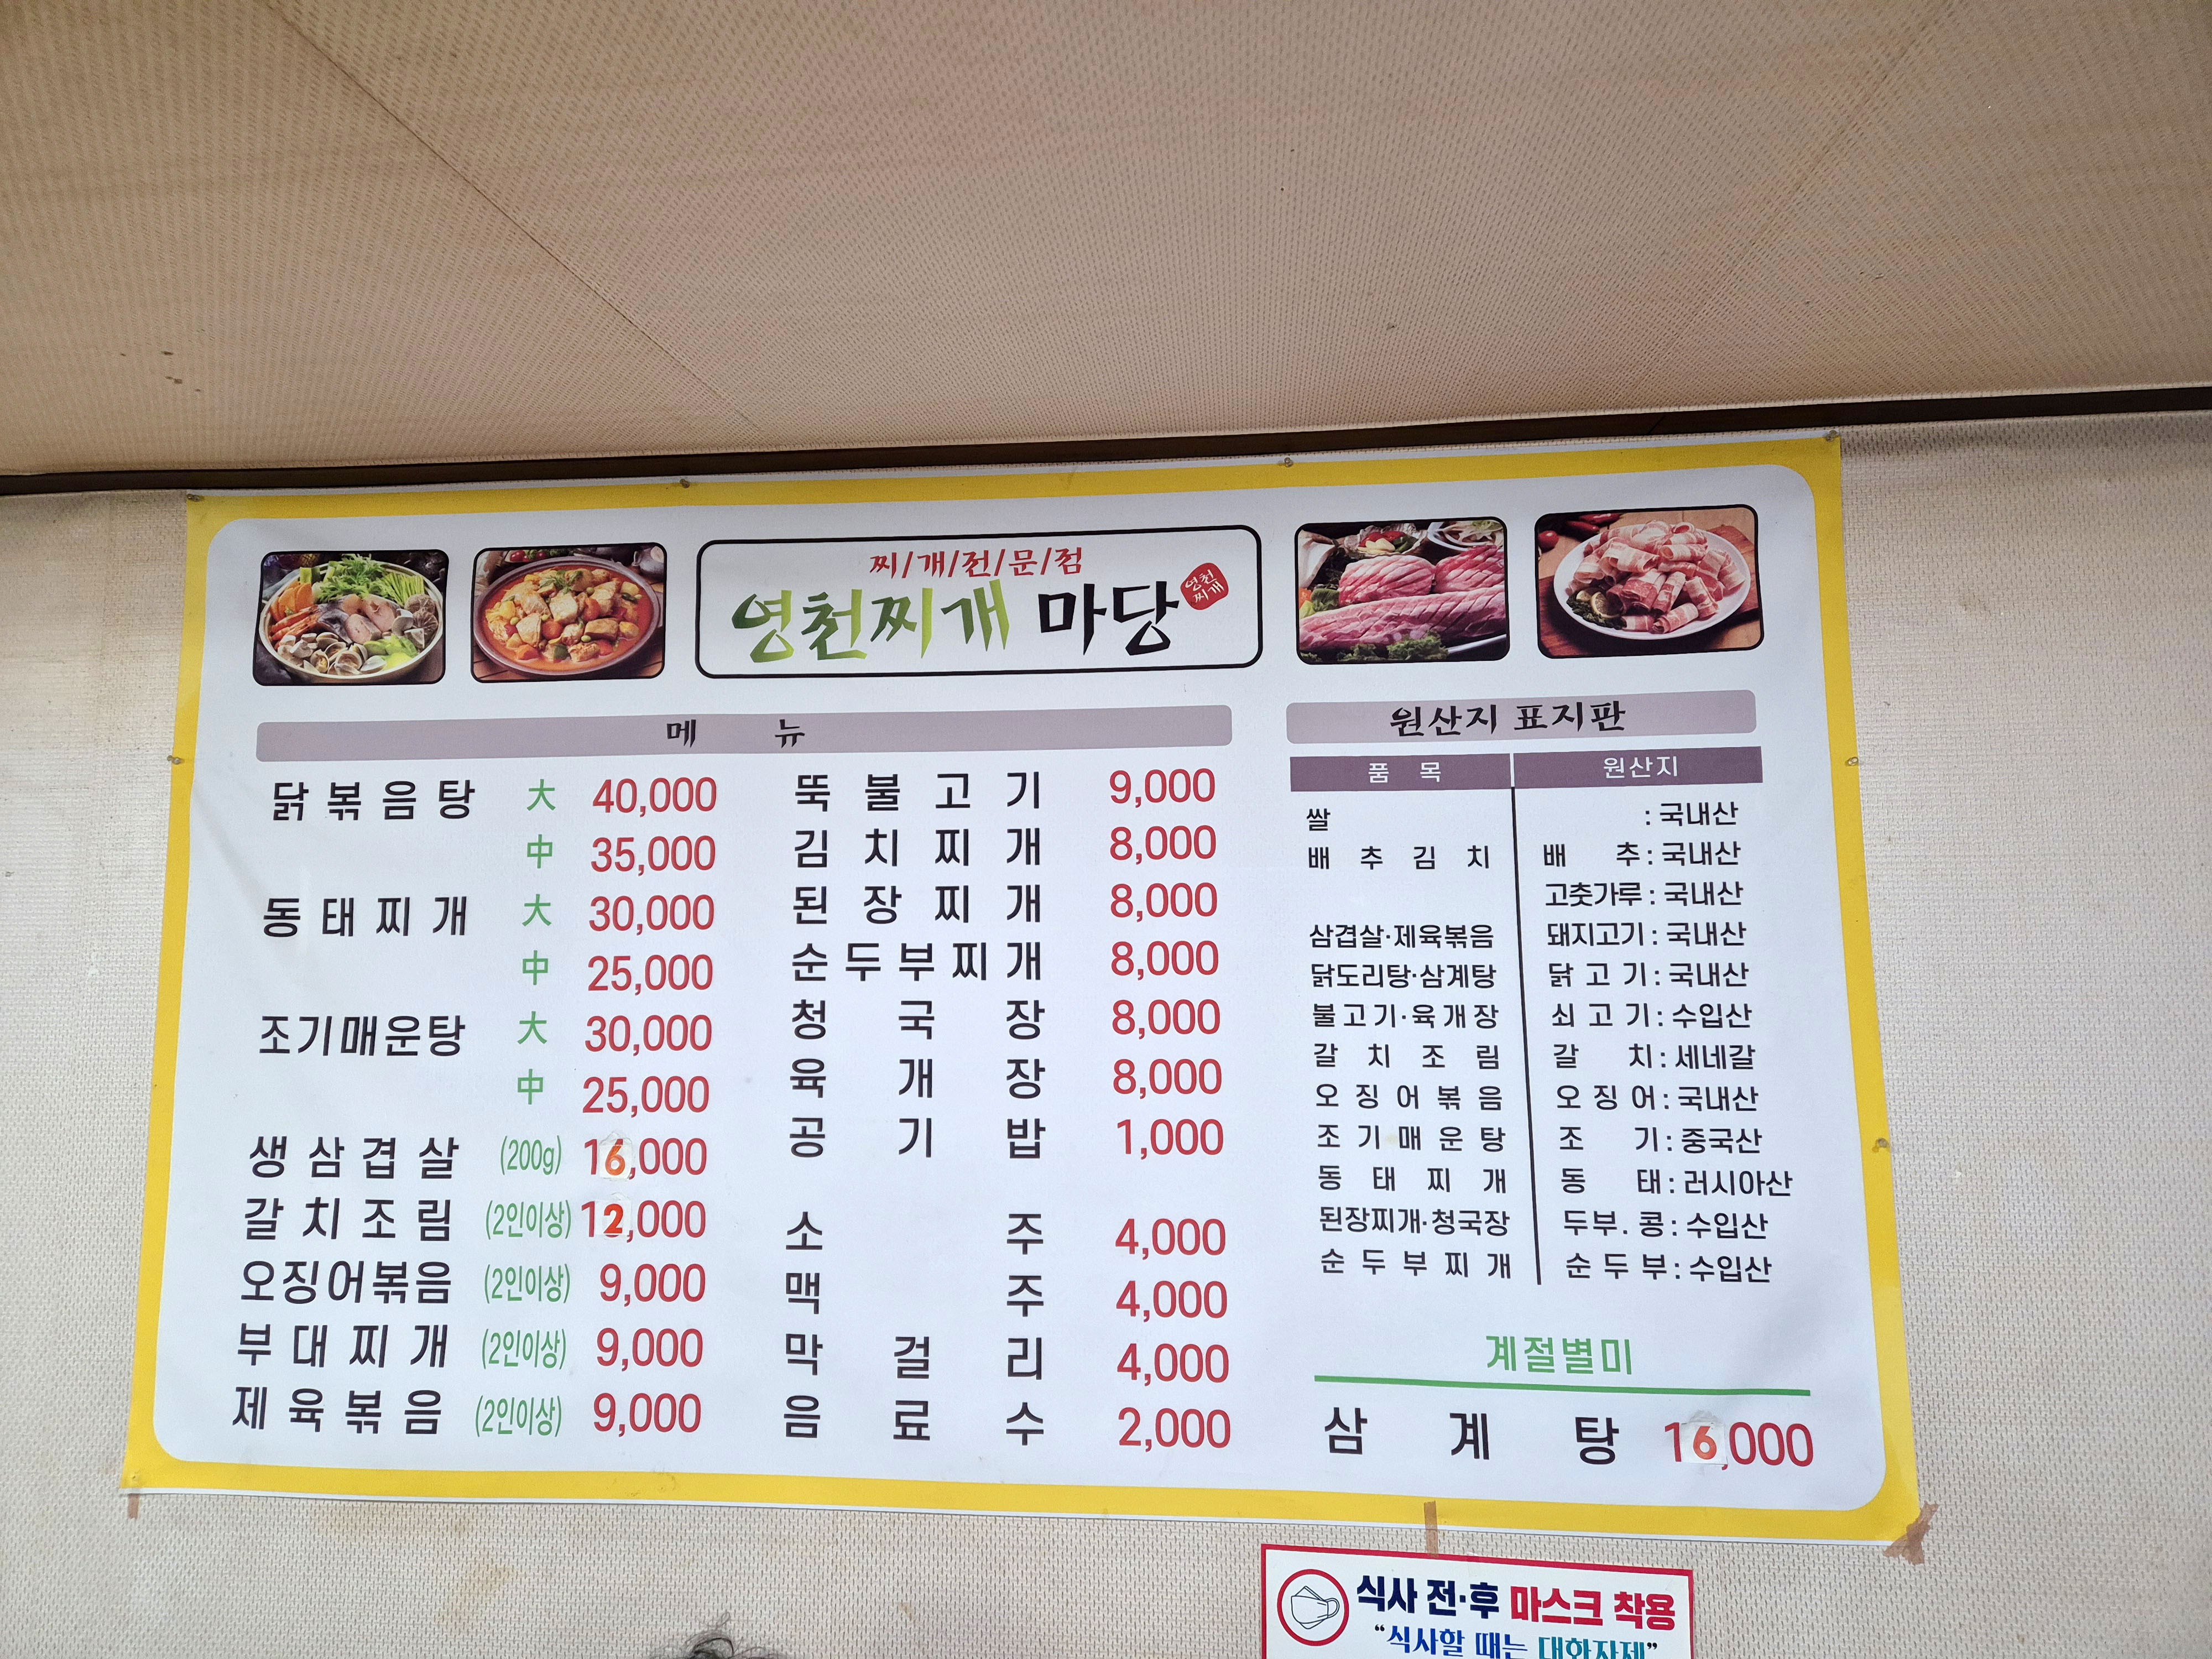 찌/개/전/문/점
영천찌개 마당
영천
찌개
메 뉴
닭볶음탕 大 40,000
中 35,000
동태찌개 大 30,000
中 25,000
조기매운탕 大 30,000
中 25,000
생삼겹살 (200g) 16,000
갈치조림 (2인이상) 12,000
오징어볶음 (2인이상) 9,000
부대찌개 (2인이상) 9,000
제육볶음 (2인이상) 9,000
뚝불고기 9,000
김치찌개 8,000
된장찌개 8,000
순두부찌개 8,000
청국장 8,000
육개장 8,000
공기밥 1,000
소주 4,000
맥주 4,000
막걸리 4,000
음료수 2,000
원산지 표지판
품 목 원산지
쌀 : 국내산
배추김치 배 추 : 국내산
고춧가루 : 국내산
삼겹살·제육볶음 돼지고기 : 국내산
닭도리탕·삼계탕 닭고기 : 국내산
불고기·육개장 쇠고기 : 수입산
갈치조림 갈 치 : 세네갈
오징어볶음 오징어 : 국내산
조기매운탕 조 기 : 중국산
동태찌개 동 태 : 러시아산
된장찌개·청국장 두부. 콩 : 수입산
순두부찌개 순두부 : 수입산
계절별미
삼계탕 16,000
식사 전·후 마스크 착용
“식사할 때는 대화자제”